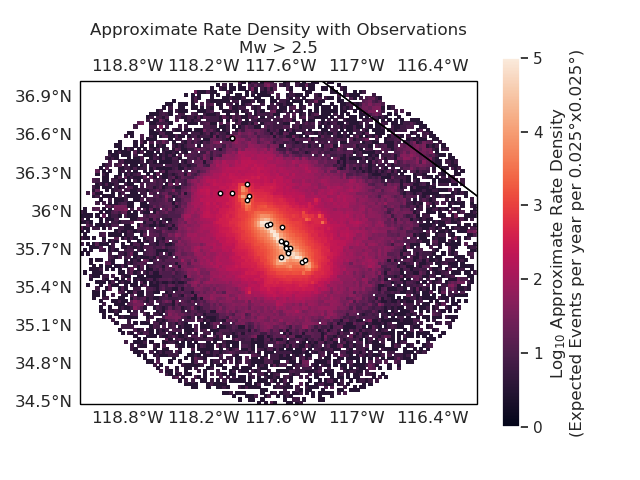 Approximate Rate Density with Observations
Mw > 2.5
118.8°W 118.2°W 117.6°W 117°W 116.4°W
36.9°N
36.6°N
36.3°N
36°N
35.7°N
35.4°N
35.1°N
34.8°N
34.5°N
118.8°W 118.2°W 117.6°W 117°W 116.4°W
5
4
3
2
1
0
Log₁₀ Approximate Rate Density
(Expected Events per year per 0.025°x0.025°)